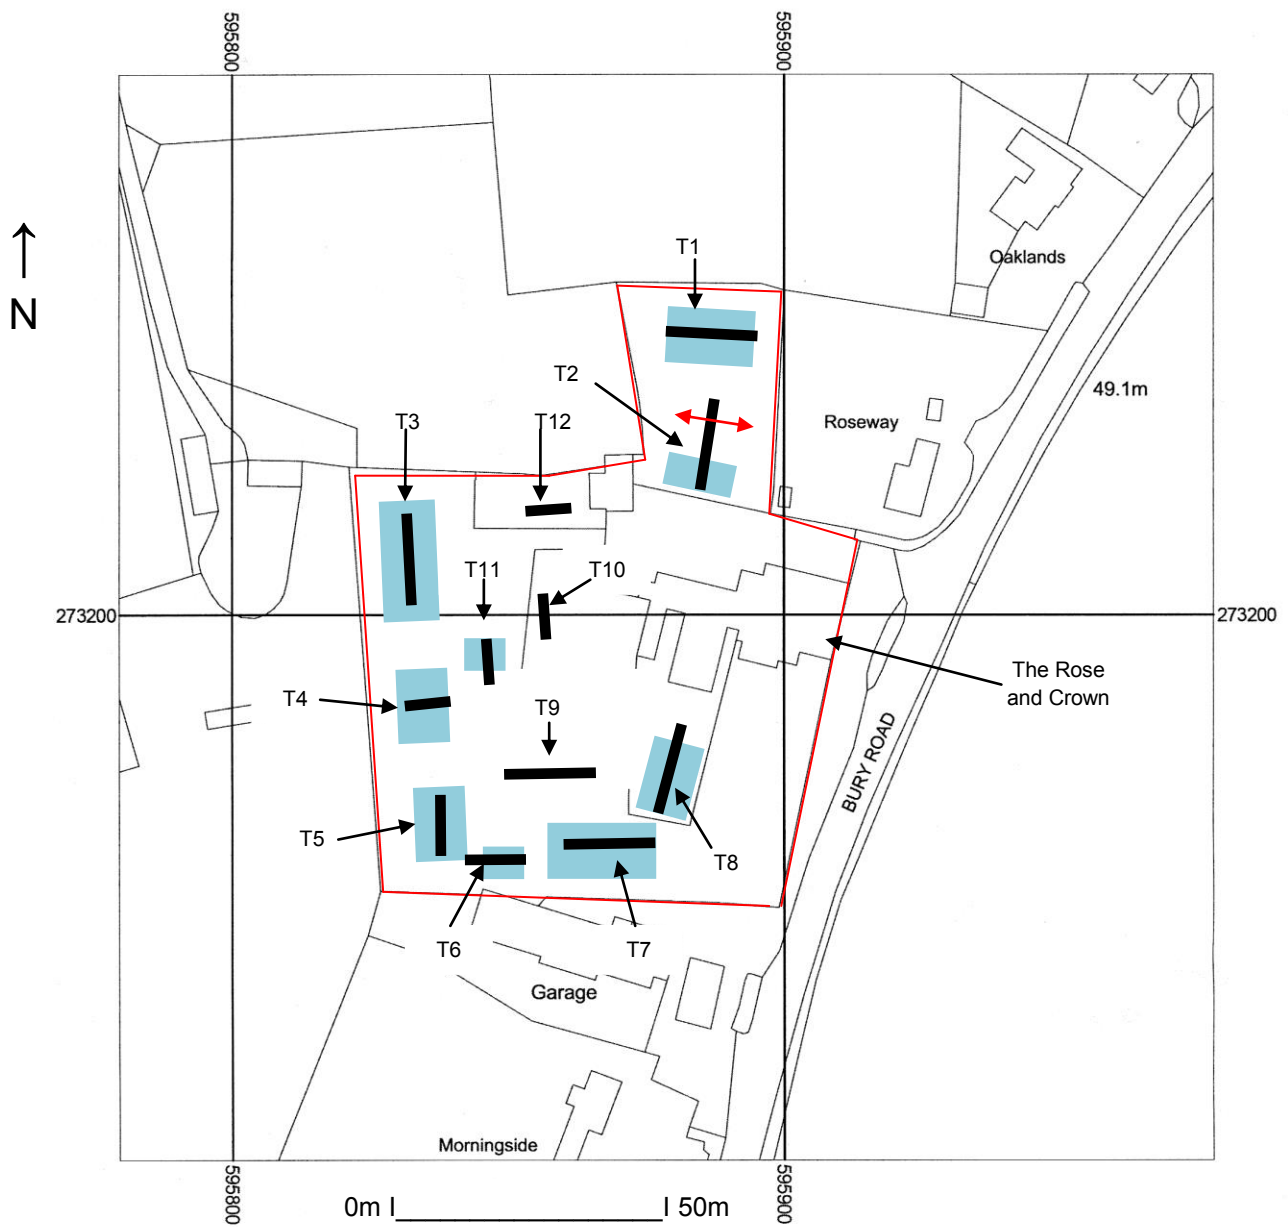 595800
595900
T1
Oaklands
N
T2
49.1m
T3
T12
Roseway
T11
T10
273200
273200
The Rose
and Crown
T4
T9
BURY ROAD
T5
T8
T6
T7
Garage
Morningside
595800
595900
0m I____________________I 50m